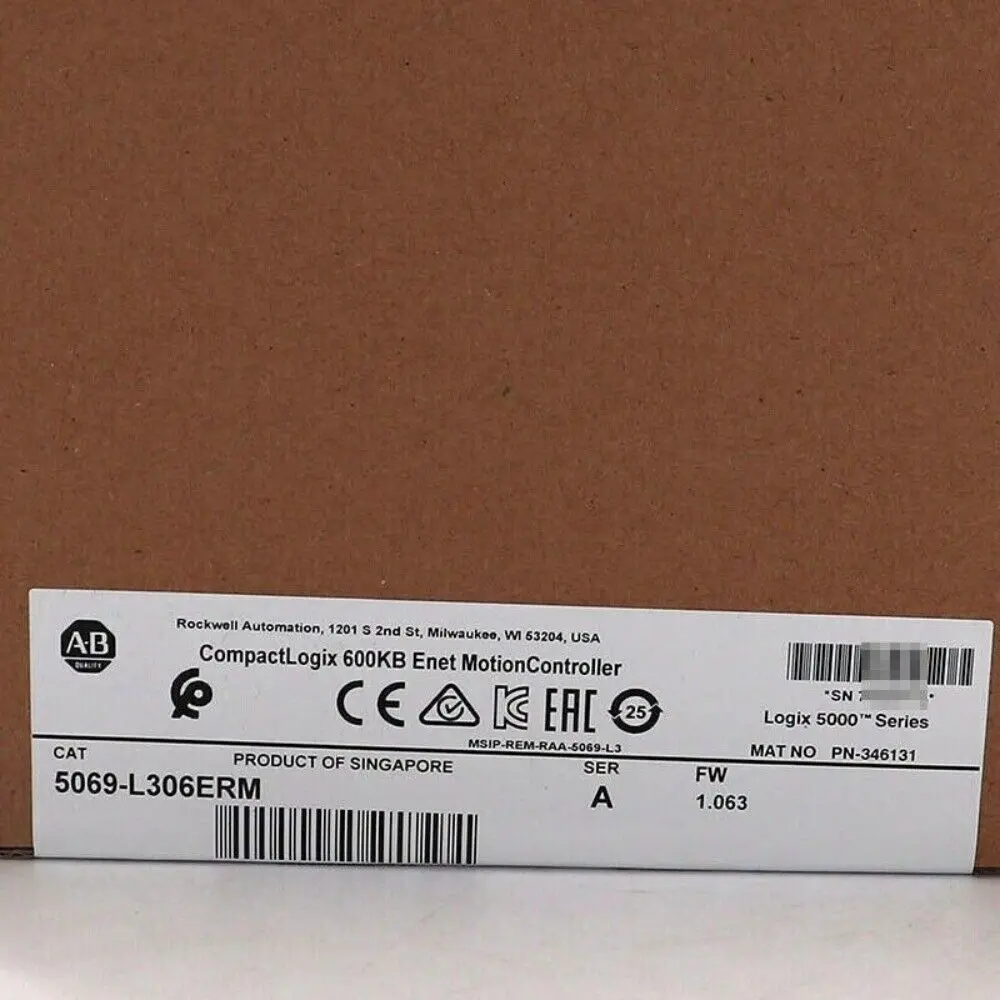 A-B
QUALITY
Rockwell Automation, 1201 S 2nd St, Milwaukee, WI 53204, USA
CompactLogix 600KB Enet MotionController
CE
EAC
25
MSIP-REM-RAA-5069-L3
*SN 7
Logix 5000™ Series
MAT NO PN-346131
CAT
5069-L306ERM
PRODUCT OF SINGAPORE
SER
A
FW
1.063